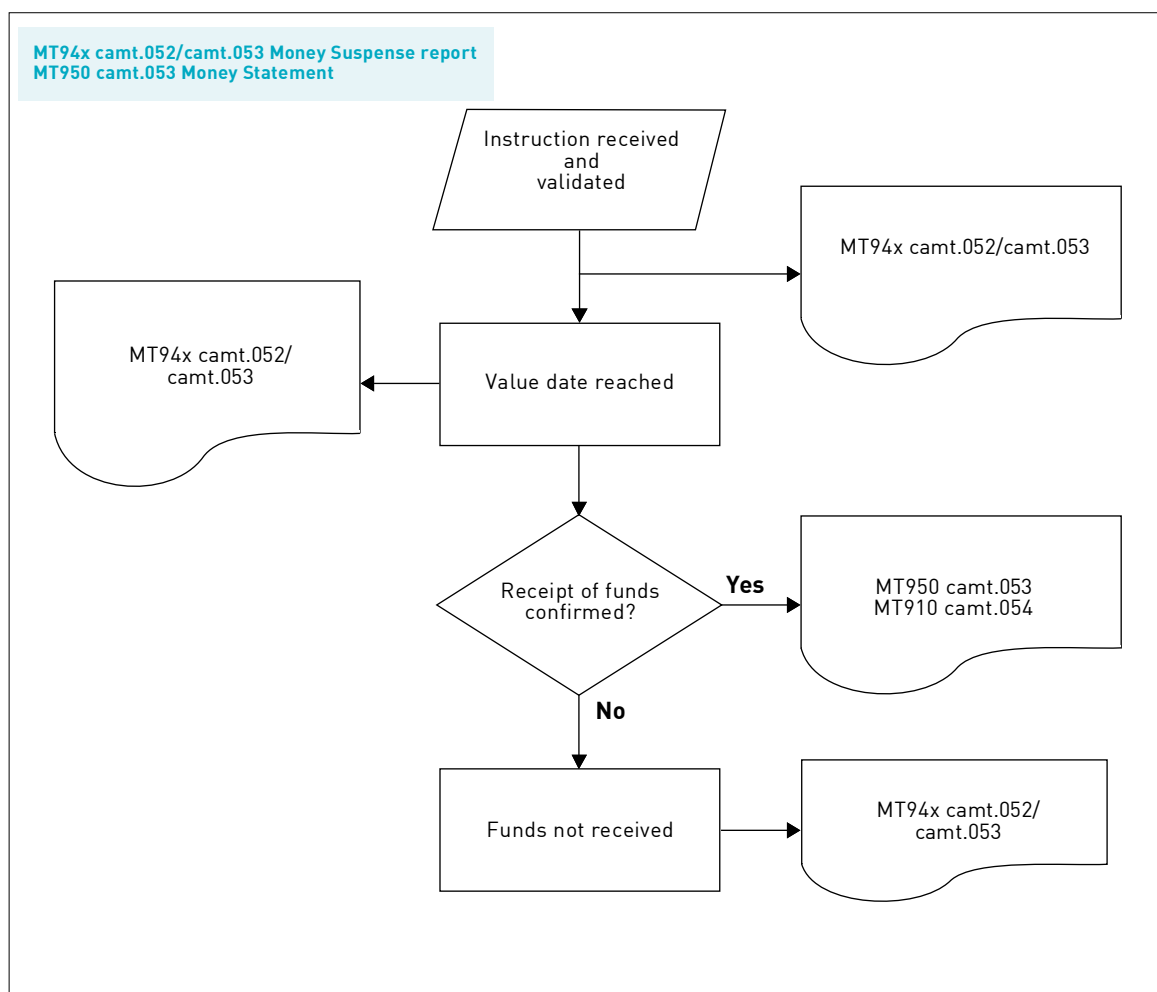 MT94x camt.052/camt.053 Money Suspense report
MT950 camt.053 Money Statement
Instruction received
and
validated
MT94x camt.052/camt.053
MT94x camt.052/
camt.053
Value date reached
Receipt of funds
confirmed?
Yes
MT950 camt.053
MT910 camt.054
No
Funds not received
MT94x camt.052/
camt.053